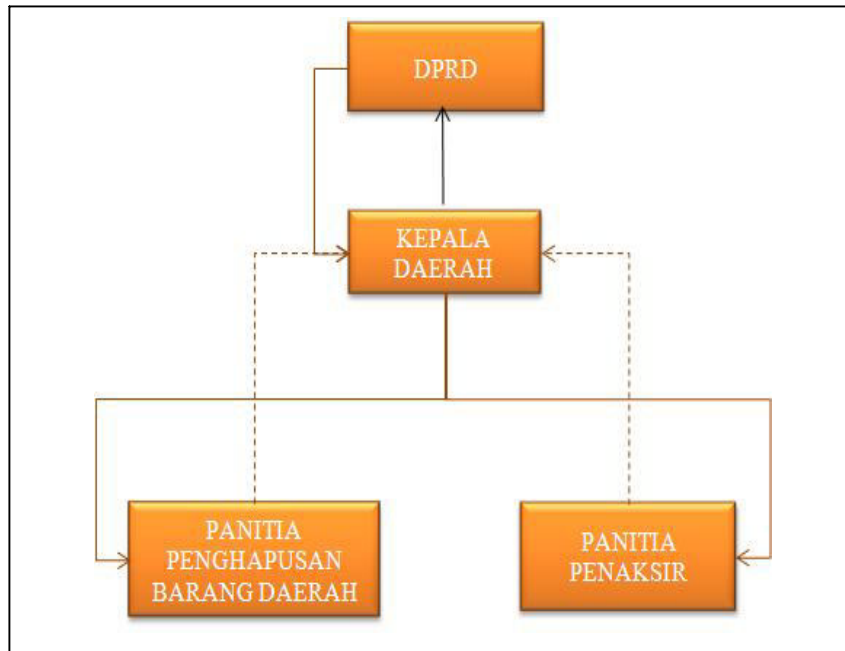 DPRD
KEPALA
DAERAH
PANITIA
PENGHAPUSAN
BARANG DAERAH
PANITIA
PENAKSIR